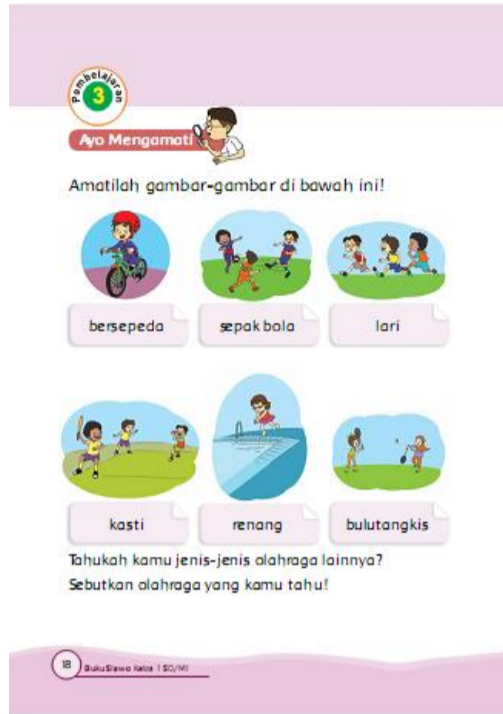 Pembelajaran
3
Ayo Mengamati
Amatilah gambar-gambar di bawah ini!
bersepeda
sepak bola
lari
kasti
renang
bulutangkis
Tahukah kamu jenis-jenis olahraga lainnya?
Sebutkan olahraga yang kamu tahu!
18
Buku Siswa Kelas 1 SD/MI